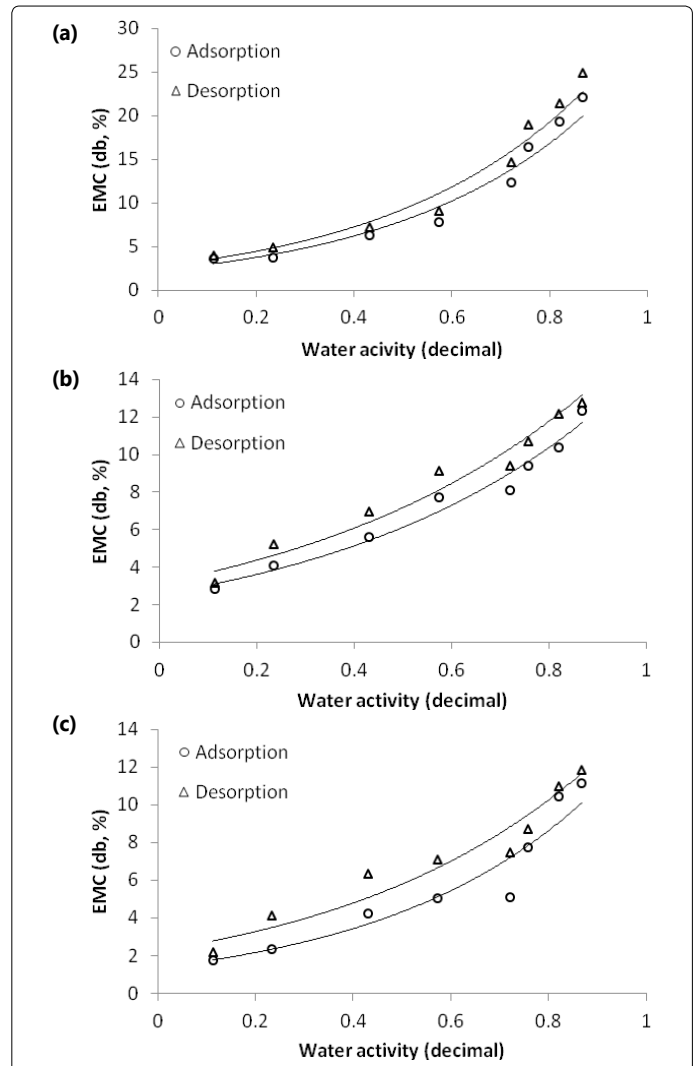 (a)
Adsorption
Desorption
EMC (db, %)
30
25
20
15
10
5
0
0 0.2 0.4 0.6 0.8 1
Water acivity (decimal)
(b)
Adsorption
Desorption
EMC (db, %)
14
12
10
8
6
4
2
0
0 0.2 0.4 0.6 0.8 1
Water activity (decimal)
(c)
Adsorption
Desorption
EMC (db, %)
14
12
10
8
6
4
2
0
0 0.2 0.4 0.6 0.8 1
Water activity (decimal)